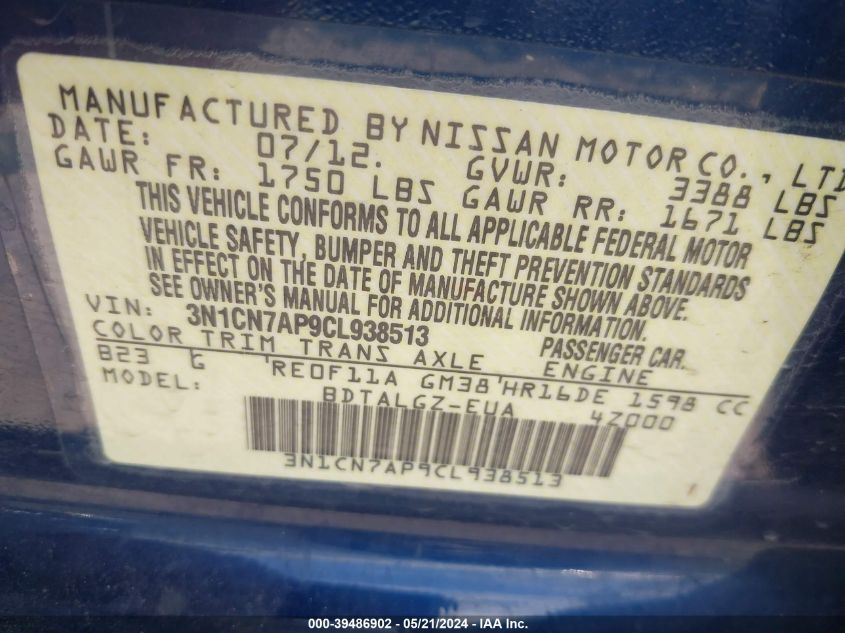 MANUFACTURED BY NISSAN MOTOR CO., LTD
DATE: 07/12. GVWR: 3388 LBS
GAWR FR: 1750 LBS GAWR RR: 1671 LBS
THIS VEHICLE CONFORMS TO ALL APPLICABLE FEDERAL MOTOR
VEHICLE SAFETY, BUMPER AND THEFT PREVENTION STANDARDS
IN EFFECT ON THE DATE OF MANUFACTURE SHOWN ABOVE.
SEE OWNER'S MANUAL FOR ADDITIONAL INFORMATION.
VIN: 3N1CN7AP9CL938513 PASSENGER CAR.
COLOR TRIM TRANS AXLE ENGINE
B23 G RE0F11A GM38 HR16DE 1598 CC
MODEL: BDTALGZ-EUA 4Z000
3N1CN7AP9CL938513
000-39486902 - 05/21/2024 - IAA Inc.